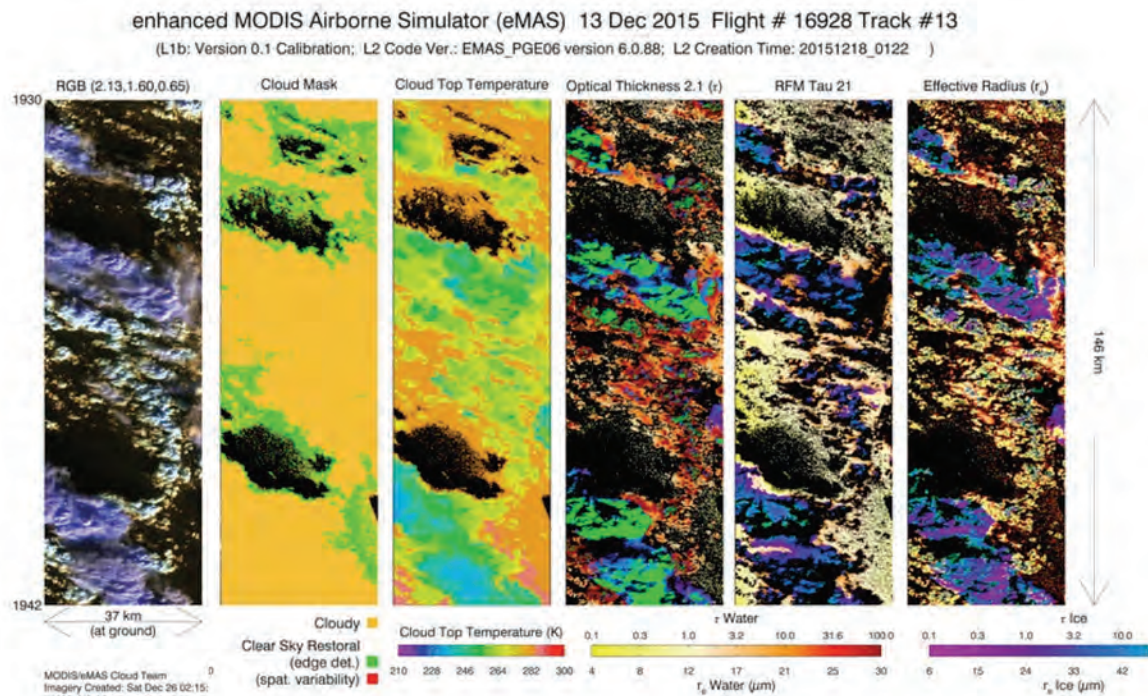 enhanced MODIS Airborne Simulator (eMAS) 13 Dec 2015 Flight # 16928 Track #13
(L1b: Version 0.1 Calibration; L2 Code Ver.: EMAS_PGE06 version 6.0.88; L2 Creation Time: 20151218_0122 )
RGB (2.13,1.60,0.65) Cloud Mask Cloud Top Temperature Optical Thickness 2.1 (τ) RFM Tau 21 Effective Radius (re)
1930
146 km
1942
37 km
(at ground)
Cloudy
Clear Sky Restoral
(edge det.)
(spat. variability)
Cloud Top Temperature (K)
210 228 246 264 282 300
τ Water
0.1 0.3 1.0 3.2 10.0 31.6 100.0
4 8 12 17 21 25 30
re Water (μm)
τ Ice
0.1 0.3 1.0 3.2 10.0
6 15 24 33 42
re Ice (μm)
MODIS/eMAS Cloud Team 0
Imagery Created: Sat Dec 26 02:15: